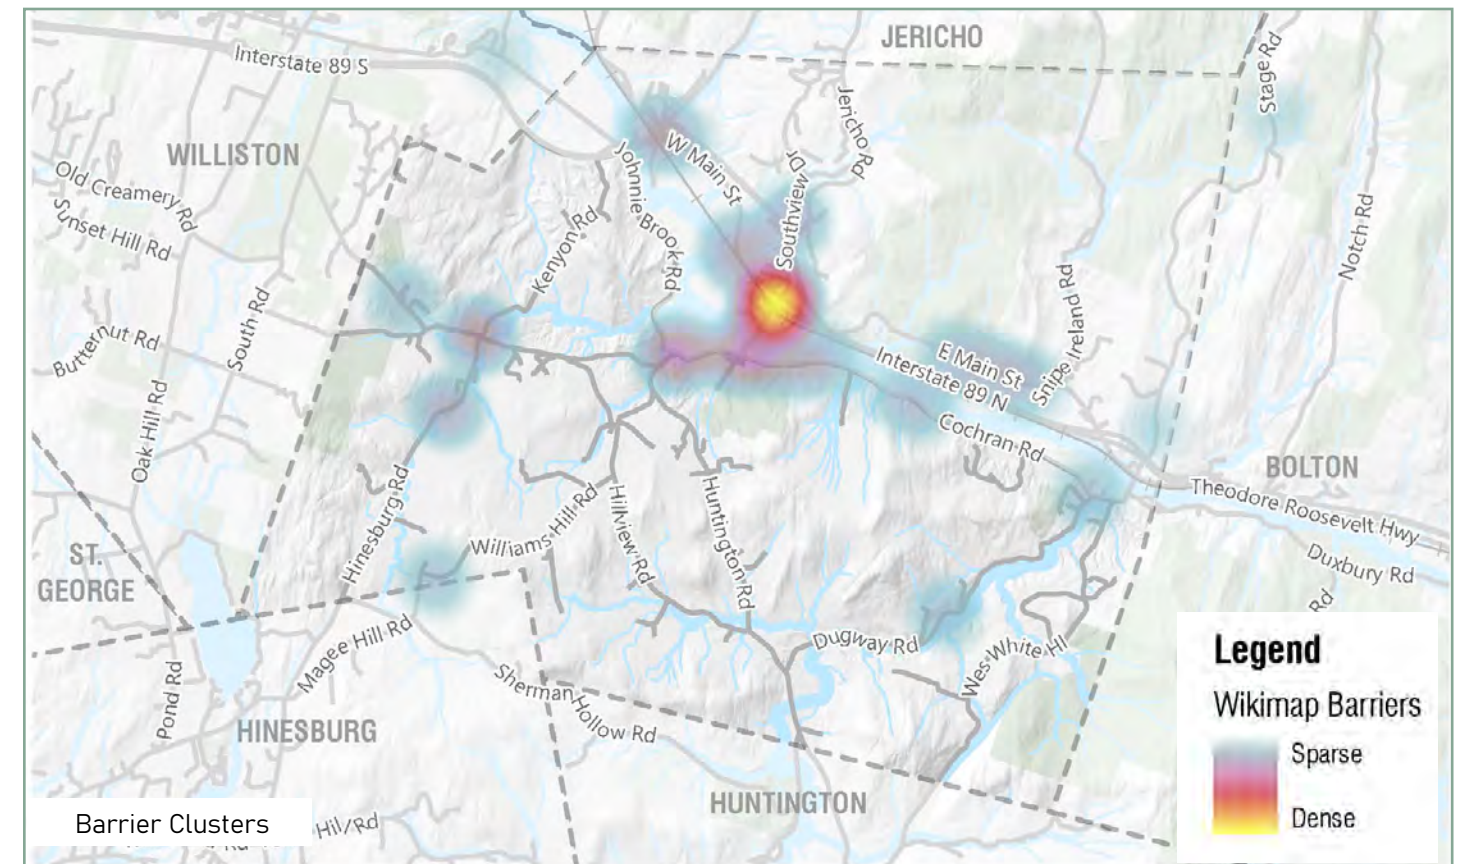 JERICHO
Interstate 89 S
Stage Rd
Jericho Rd
WILLISTON
W Main St
Southview Dr
Johnnie Brook Rd
Old Creamery Rd
Sunset Hill Rd
Kenyon Rd
Notch Rd
South Rd
Butternut Rd
Snipe Ireland Rd
E Main St
Interstate 89 N
Oak Hill Rd
Cochran Rd
BOLTON
Theodore Roosevelt Hwy
Hinesburg Rd
Williams Hill Rd
Hillview Rd
Huntington Rd
Duxbury Rd
ST.
GEORGE
Rd
Magee Hill Rd
Dugway Rd
Wes White Hl
Pond Rd
Sherman Hollow Rd
HINESBURG
HUNTINGTON
Legend
Wikimap Barriers
Sparse
Dense
Barrier Clusters
Hil/Rd
Rd